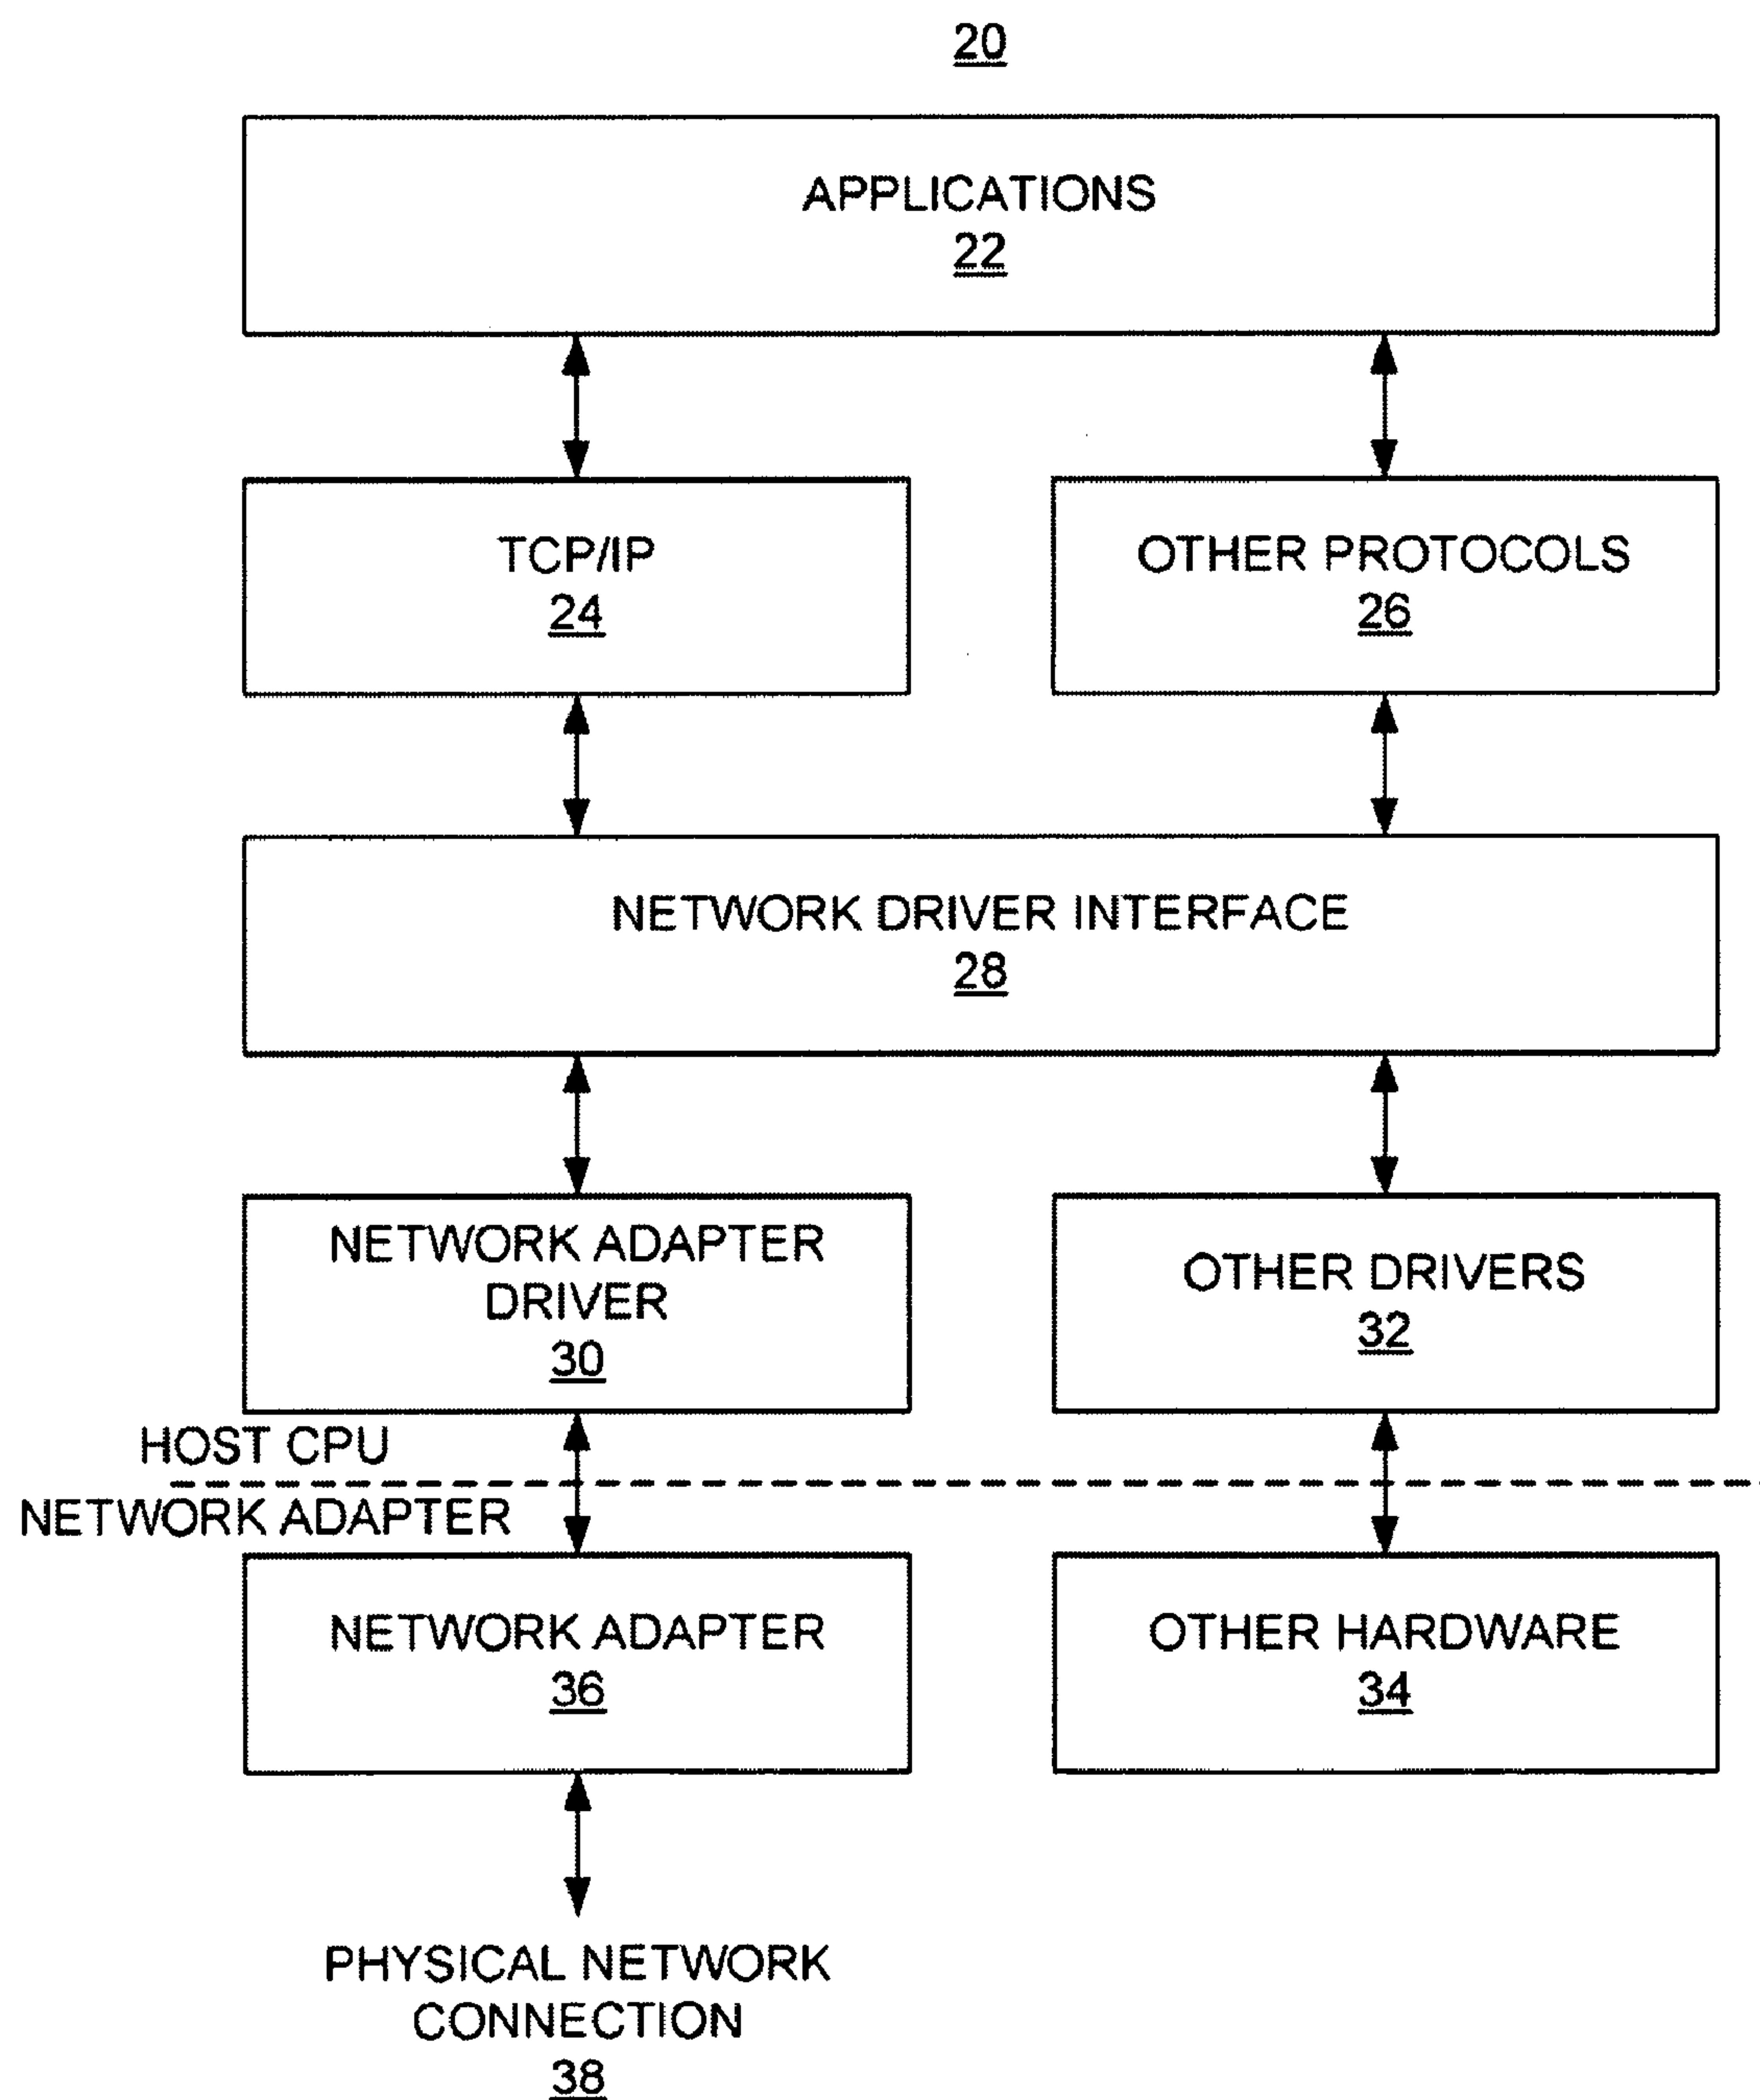 20
APPLICATIONS
22
TCP/IP
24
OTHER PROTOCOLS
26
NETWORK DRIVER INTERFACE
28
NETWORK ADAPTER
DRIVER
30
OTHER DRIVERS
32
HOST CPU
NETWORK ADAPTER
NETWORK ADAPTER
36
OTHER HARDWARE
34
PHYSICAL NETWORK
CONNECTION
38